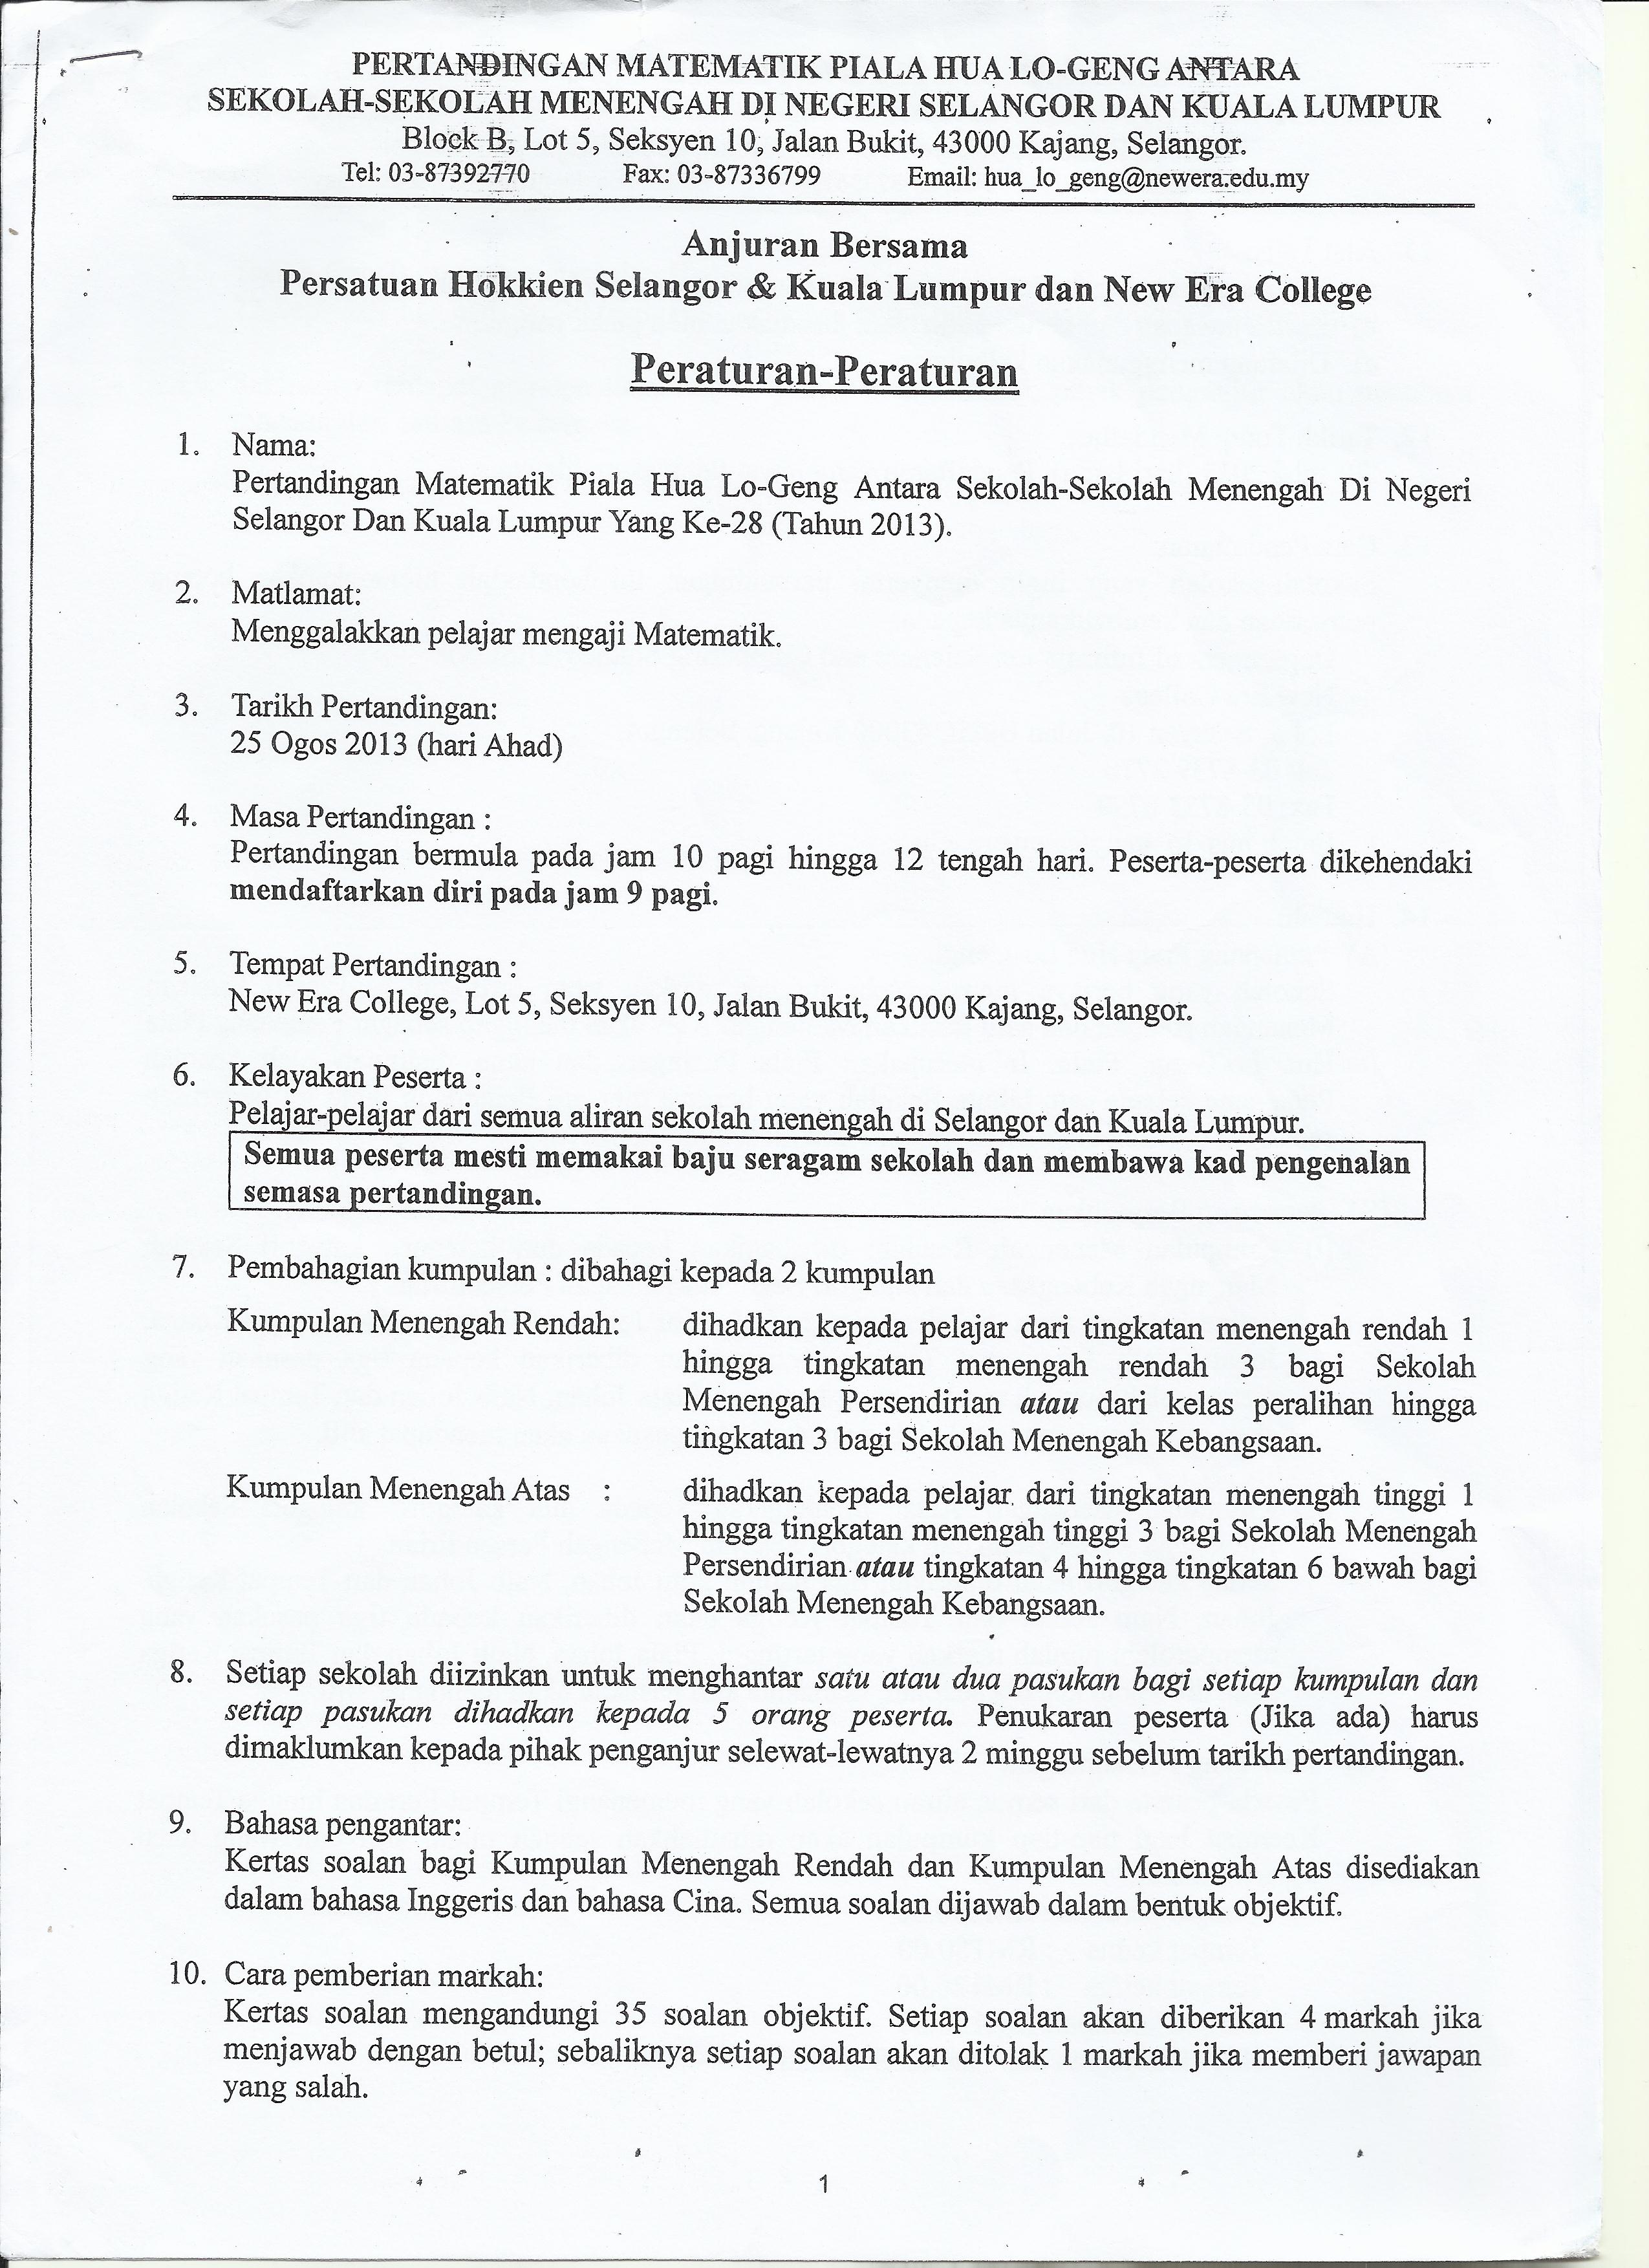 PERTANDINGAN MATEMATIK PIALA HUA LO-GENG ANTARA
SEKOLAH-SEKOLAH MENENGAH DI NEGERI SELANGOR DAN KUALA LUMPUR
Block B, Lot 5, Seksyen 10, Jalan Bukit, 43000 Kajang, Selangor.
Tel: 03-87392770 Fax: 03-87336799 Email: hua_lo_geng@newera.edu.my
Anjuran Bersama
Persatuan Hokkien Selangor & Kuala Lumpur dan New Era College
Peraturan-Peraturan
1. Nama:
Pertandingan Matematik Piala Hua Lo-Geng Antara Sekolah-Sekolah Menengah Di Negeri
Selangor Dan Kuala Lumpur Yang Ke-28 (Tahun 2013).
2. Matlamat:
Menggalakkan pelajar mengaji Matematik.
3. Tarikh Pertandingan:
25 Ogos 2013 (hari Ahad)
4. Masa Pertandingan :
Pertandingan bermula pada jam 10 pagi hingga 12 tengah hari. Peserta-peserta dikehendaki
mendaftarkan diri pada jam 9 pagi.
5. Tempat Pertandingan :
New Era College, Lot 5, Seksyen 10, Jalan Bukit, 43000 Kajang, Selangor.
6. Kelayakan Peserta :
Pelajar-pelajar dari semua aliran sekolah menengah di Selangor dan Kuala Lumpur.
Semua peserta mesti memakai baju seragam sekolah dan membawa kad pengenalan
semasa pertandingan.
7. Pembahagian kumpulan : dibahagi kepada 2 kumpulan
Kumpulan Menengah Rendah: dihadkan kepada pelajar dari tingkatan menengah rendah 1
hingga tingkatan menengah rendah 3 bagi Sekolah
Menengah Persendirian atau dari kelas peralihan hingga
tingkatan 3 bagi Sekolah Menengah Kebangsaan.
Kumpulan Menengah Atas : dihadkan kepada pelajar dari tingkatan menengah tinggi 1
hingga tingkatan menengah tinggi 3 bagi Sekolah Menengah
Persendirian atau tingkatan 4 hingga tingkatan 6 bawah bagi
Sekolah Menengah Kebangsaan.
8. Setiap sekolah diizinkan untuk menghantar satu atau dua pasukan bagi setiap kumpulan dan
setiap pasukan dihadkan kepada 5 orang peserta. Penukaran peserta (Jika ada) harus
dimaklumkan kepada pihak penganjur selewat-lewatnya 2 minggu sebelum tarikh pertandingan.
9. Bahasa pengantar:
Kertas soalan bagi Kumpulan Menengah Rendah dan Kumpulan Menengah Atas disediakan
dalam bahasa Inggeris dan bahasa Cina. Semua soalan dijawab dalam bentuk objektif.
10. Cara pemberian markah:
Kertas soalan mengandungi 35 soalan objektif. Setiap soalan akan diberikan 4 markah jika
menjawab dengan betul; sebaliknya setiap soalan akan ditolak 1 markah jika memberi jawapan
yang salah.
1